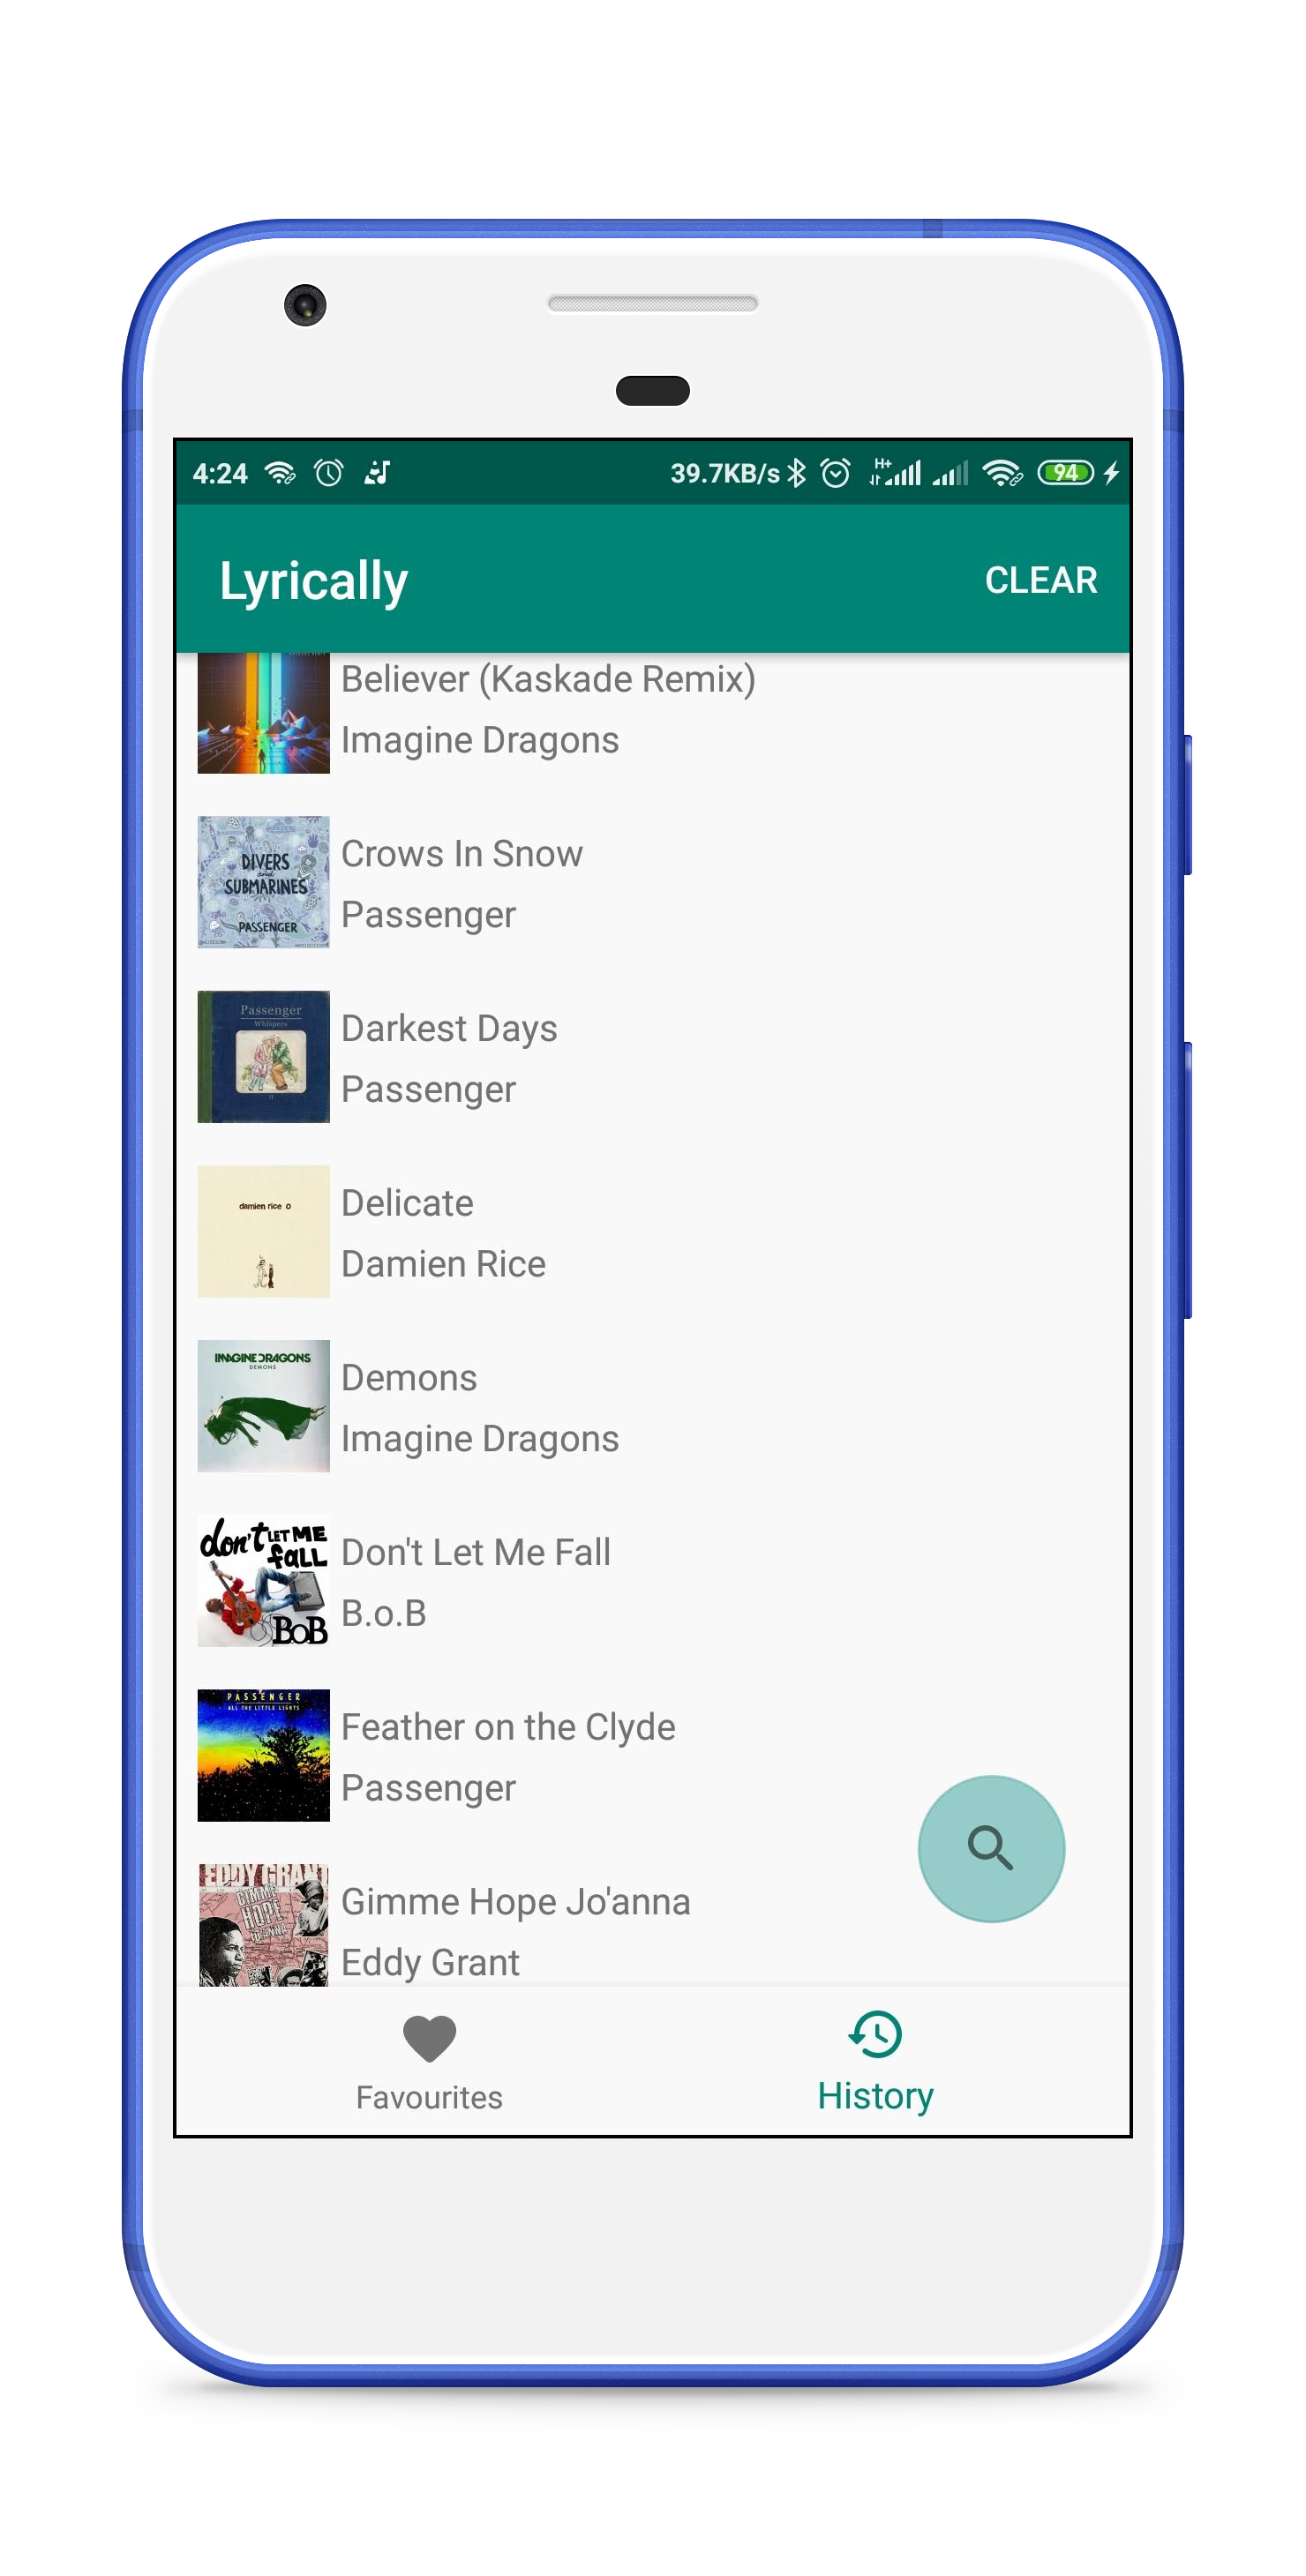 4:24 39.7KB/s H+ 94
Lyrically CLEAR
Believer (Kaskade Remix)
Imagine Dragons
DIVERS
and
SUBMARINES
PASSENGER
Crows In Snow
Passenger
Passenger
Whispers
II
Darkest Days
Passenger
damien rice O
Delicate
Damien Rice
IMAGINE DRAGONS
DEMONS
Demons
Imagine Dragons
don't LET ME
fall
BoB
Don't Let Me Fall
B.o.B
PASSENGER
ALL THE LITTLE LIGHTS
Feather on the Clyde
Passenger
EDDY GRANT
GIMME
HOPE
JO'ANNA
Gimme Hope Jo'anna
Eddy Grant
Favourites
History